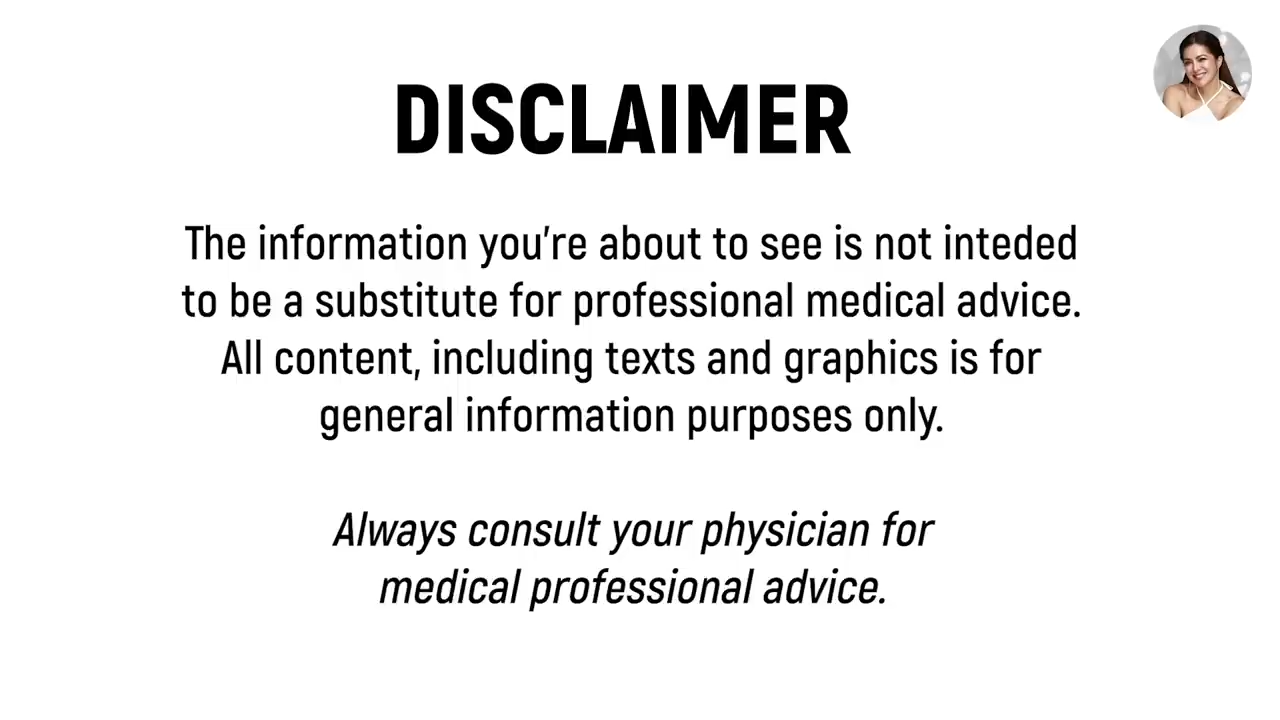 DISCLAIMER
The information you're about to see is not inteded
to be a substitute for professional medical advice.
All content, including texts and graphics is for
general information purposes only.
Always consult your physician for
medical professional advice.